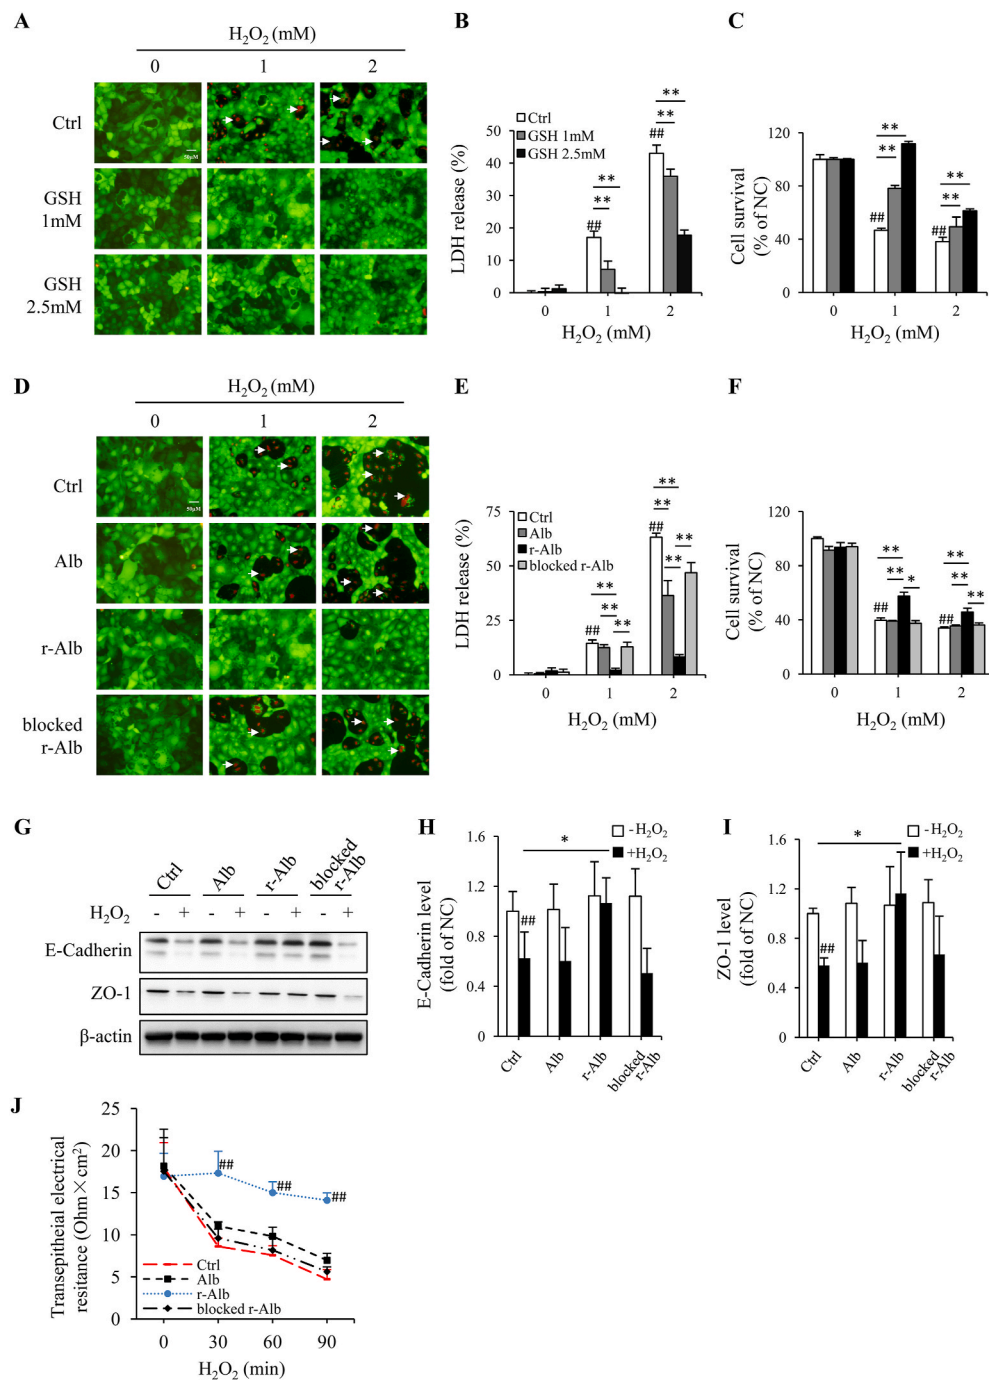 A
H2O2 (mM)
0 1 2
Ctrl
50μM
GSH
1mM
GSH
2.5mM
B
LDH release (%)
50
40
30
20
10
0
Ctrl
GSH 1mM
GSH 2.5mM
## ** **
## ** **
0 1 2
H2O2 (mM)
C
Cell survival
(% of NC)
120
80
40
0
## ** **
## ** **
0 1 2
H2O2 (mM)
D
H2O2 (mM)
0 1 2
Ctrl
50μM
Alb
r-Alb
blocked
r-Alb
E
LDH release (%)
75
50
25
0
Ctrl
Alb
r-Alb
blocked r-Alb
## ** ** **
## ** ** ** **
0 1 2
H2O2 (mM)
F
Cell survival
(% of NC)
120
80
40
0
## ** ** *
## ** ** **
0 1 2
H2O2 (mM)
G
Ctrl Alb r-Alb blocked r-Alb
H2O2 - + - + - + - +
E-Cadherin
ZO-1
β-actin
H
E-Cadherin level
(fold of NC)
1.6
1.2
0.8
0.4
0
-H2O2
+H2O2
*
##
Ctrl Alb r-Alb blocked r-Alb
I
ZO-1 level
(fold of NC)
1.6
1.2
0.8
0.4
0
-H2O2
+H2O2
*
##
Ctrl Alb r-Alb blocked r-Alb
J
Transepitheial electrical
resitance (Ohm×cm2)
25
20
15
10
5
0
## ## ##
Ctrl
Alb
r-Alb
blocked r-Alb
0 30 60 90
H2O2 (min)